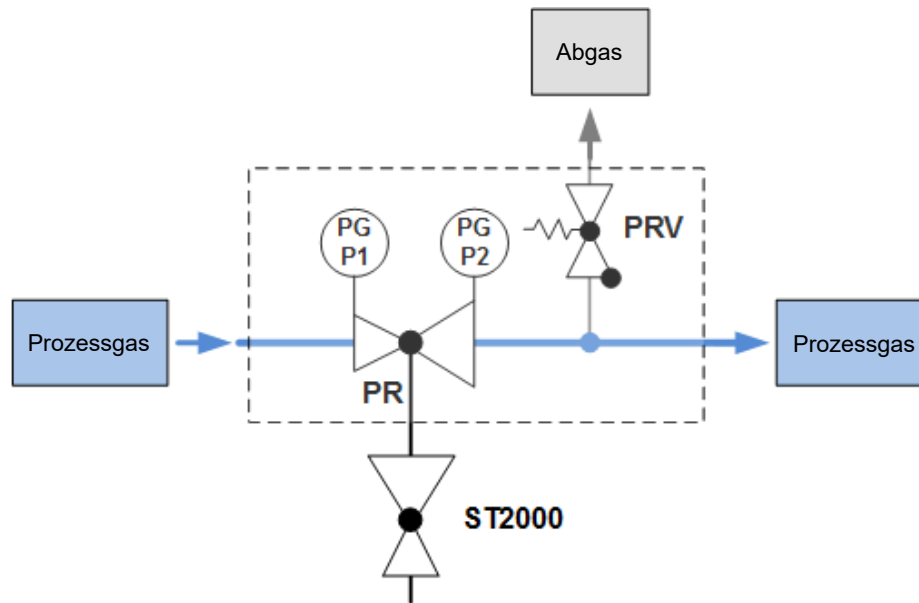 Abgas
PG
P1
PG
P2
PRV
Prozessgas
Prozessgas
PR
ST2000